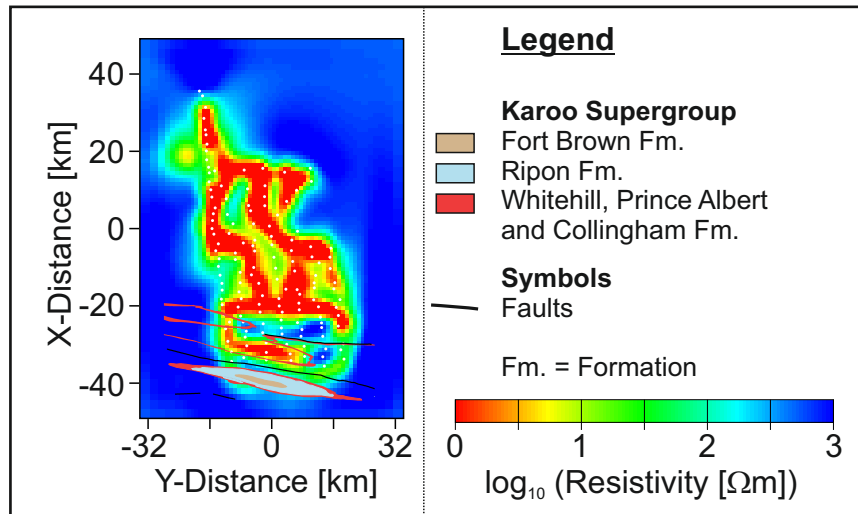 40
20
0
-20
-40
X-Distance [km]
-32 0 32
Y-Distance [km]
Legend
Karoo Supergroup
Fort Brown Fm.
Ripon Fm.
Whitehill, Prince Albert
and Collingham Fm.
Symbols
Faults
Fm. = Formation
0 1 2 3
log₁₀ (Resistivity [Ωm])